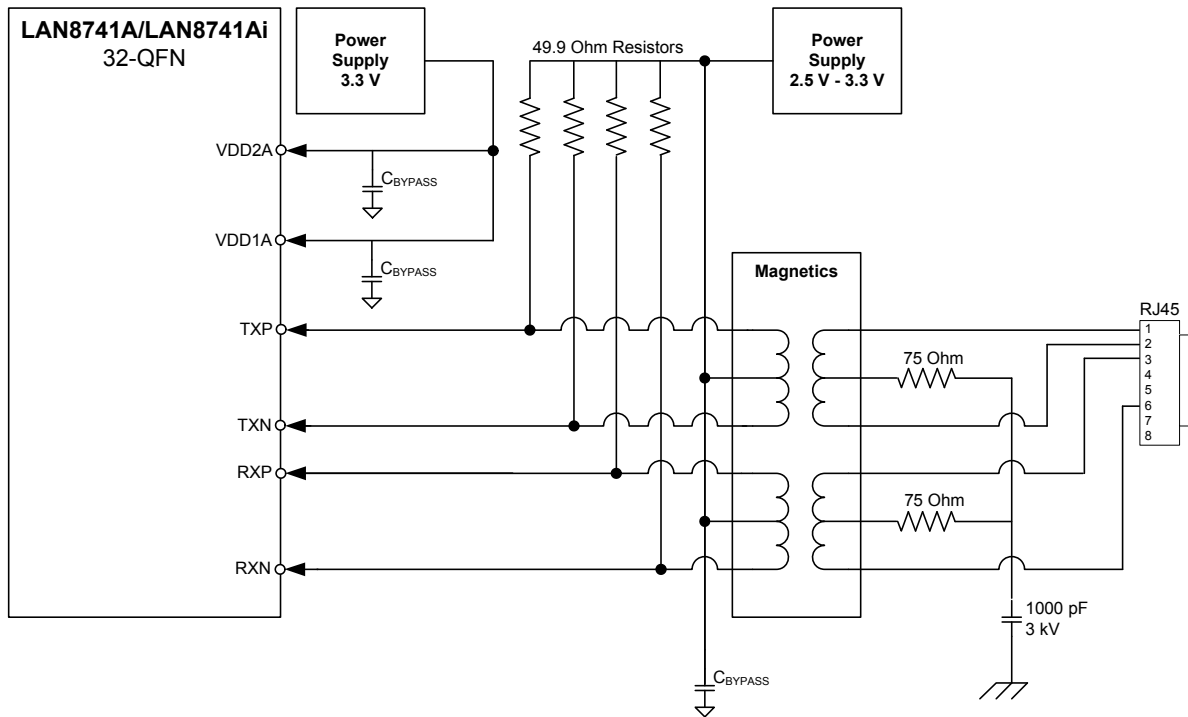 LAN8741A/LAN8741Ai
32-QFN
Power
Supply
3.3 V
49.9 Ohm Resistors
Power
Supply
2.5 V - 3.3 V
VDD2A
CBYPASS
VDD1A
CBYPASS
Magnetics
TXP
RJ45
1
2
3
4
5
6
7
8
75 Ohm
TXN
RXP
75 Ohm
RXN
1000 pF
3 kV
CBYPASS